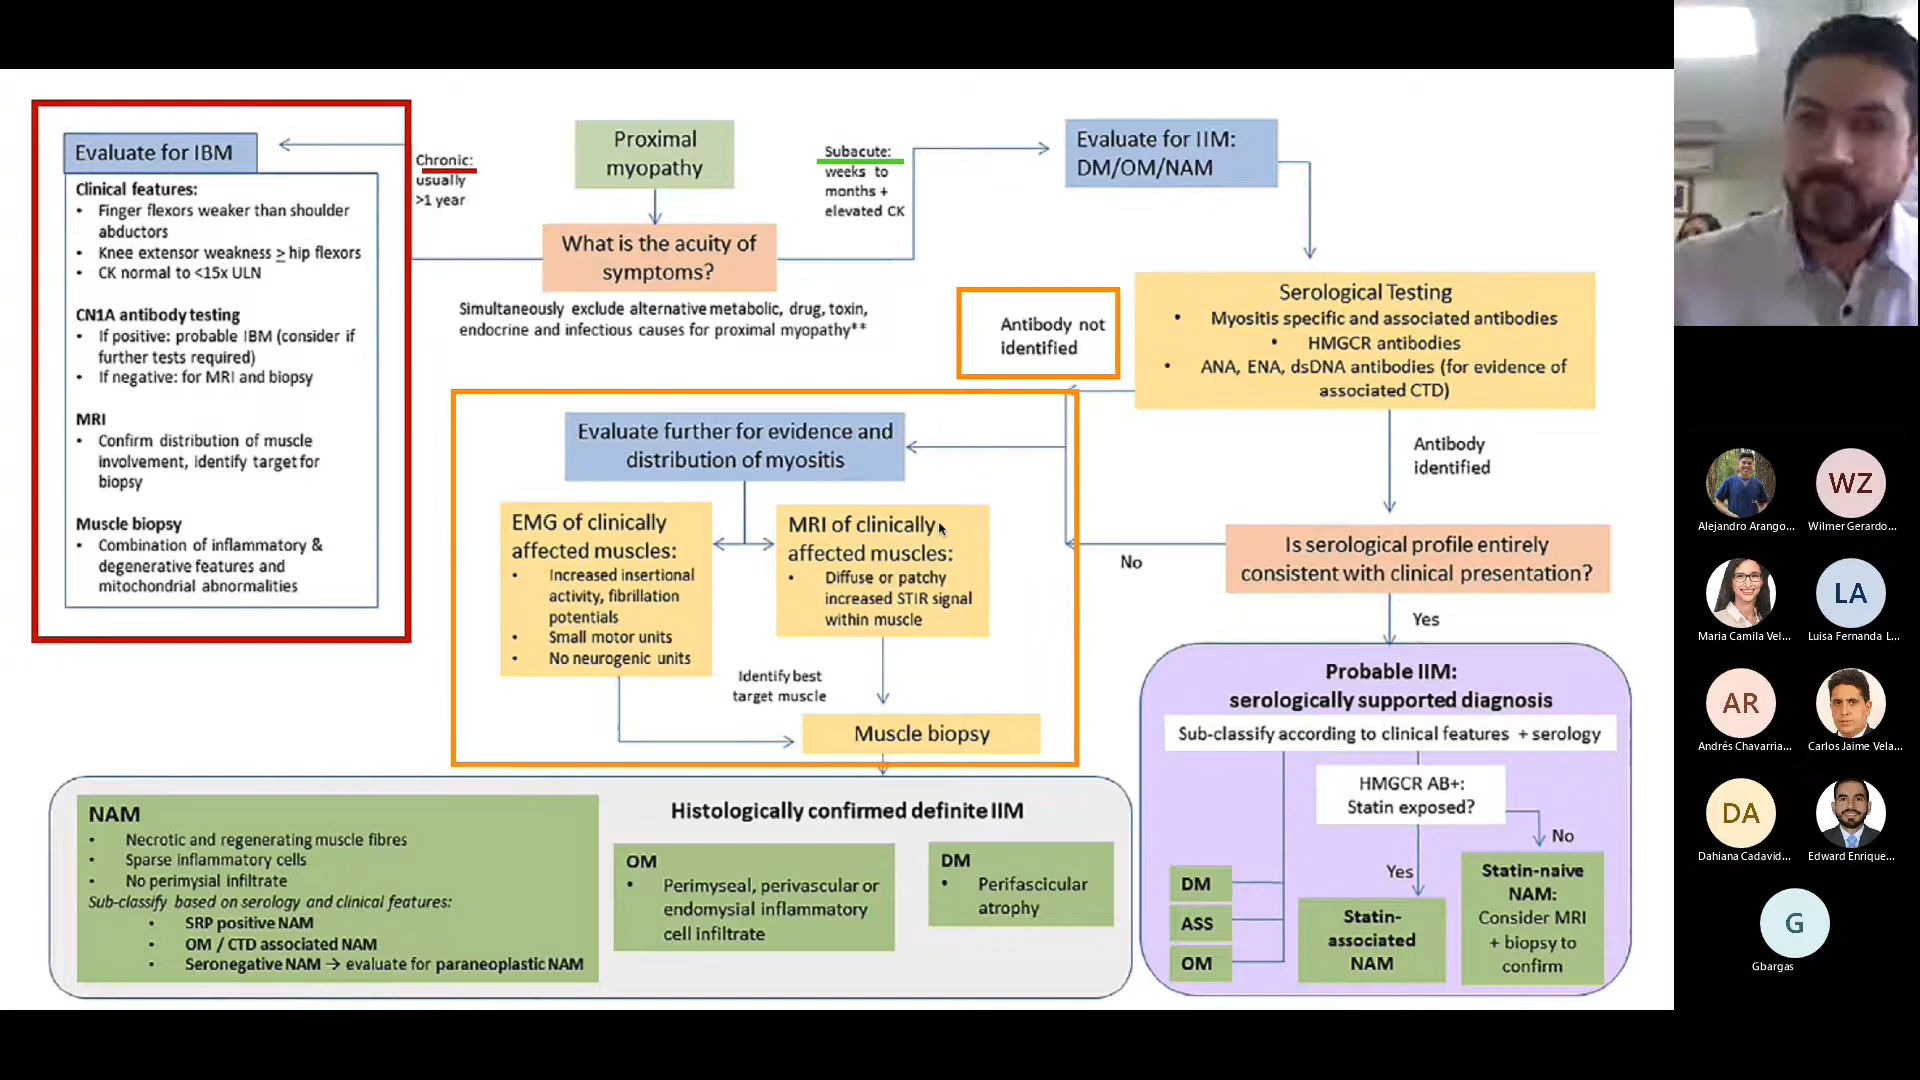 Evaluate for IBM
Clinical features:
• Finger flexors weaker than shoulder
abductors
• Knee extensor weakness ≥ hip flexors
• CK normal to <15x ULN
CN1A antibody testing
• If positive: probable IBM (consider if
further tests required)
• If negative: for MRI and biopsy
MRI
• Confirm distribution of muscle
involvement, identify target for
biopsy
Muscle biopsy
• Combination of inflammatory &
degenerative features and
mitochondrial abnormalities
Chronic:
usually
>1 year
Proximal
myopathy
What is the acuity of
symptoms?
Simultaneously exclude alternative metabolic, drug, toxin,
endocrine and infectious causes for proximal myopathy**
Subacute:
weeks to
months +
elevated CK
Evaluate for IIM:
DM/OM/NAM
Serological Testing
• Myositis specific and associated antibodies
• HMGCR antibodies
• ANA, ENA, dsDNA antibodies (for evidence of
associated CTD)
Antibody not
identified
Antibody
identified
Evaluate further for evidence and
distribution of myositis
EMG of clinically
affected muscles:
• Increased insertional
activity, fibrillation
potentials
• Small motor units
• No neurogenic units
MRI of clinically
affected muscles:
• Diffuse or patchy
increased STIR signal
within muscle
Identify best
target muscle
Muscle biopsy
Is serological profile entirely
consistent with clinical presentation?
No
Yes
Probable IIM:
serologically supported diagnosis
Sub-classify according to clinical features + serology
HMGCR AB+:
Statin exposed?
No
Yes
DM
ASS
OM
Statin-
associated
NAM
Statin-naive
NAM:
Consider MRI
+ biopsy to
confirm
Histologically confirmed definite IIM
NAM
• Necrotic and regenerating muscle fibres
• Sparse inflammatory cells
• No perimysial infiltrate
Sub-classify based on serology and clinical features:
• SRP positive NAM
• OM / CTD associated NAM
• Seronegative NAM → evaluate for paraneoplastic NAM
OM
• Perimyseal, perivascular or
endomysial inflammatory
cell infiltrate
DM
• Perifascicular
atrophy
Alejandro Arango...
WZ
Wilmer Gerardo...
Maria Camila Vel...
LA
Luisa Fernanda L...
AR
Andrés Chavarria...
Carlos Jaime Vela...
DA
Dahiana Cadavid...
Edward Enrique...
G
Gbargas